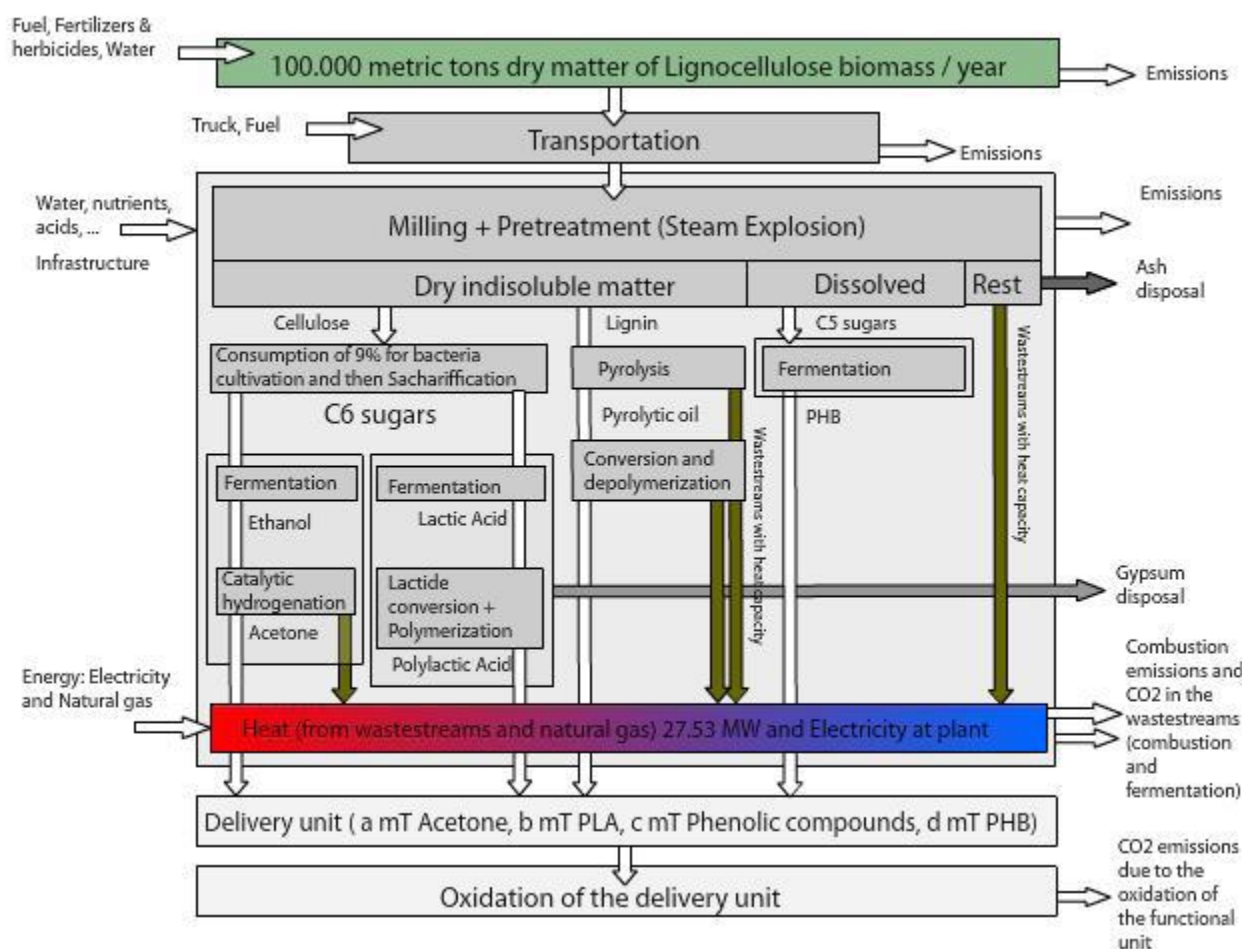 Fuel, Fertilizers &
herbicides, Water
100.000 metric tons dry matter of Lignocellulose biomass / year
Emissions
Truck, Fuel
Transportation
Emissions
Water, nutrients,
acids, ...
Infrastructure
Milling + Pretreatment (Steam Explosion)
Emissions
Dry indisoluble matter
Dissolved
Rest
Ash
disposal
Cellulose
Lignin
C5 sugars
Consumption of 9% for bacteria
cultivation and then Sachariffication
C6 sugars
Pyrolysis
Pyrolytic oil
Fermentation
PHB
Wastestreams with heat capacity
Wastestreams with heat capacity
Conversion and
depolymerization
Fermentation
Ethanol
Fermentation
Lactic Acid
Catalytic
hydrogenation
Acetone
Lactide
conversion +
Polymerization
Polylactic Acid
Gypsum
disposal
Energy: Electricity
and Natural gas
Heat (from wastestreams and natural gas) 27.53 MW and Electricity at plant
Combustion
emissions and
CO2 in the
wastestreams
(combustion
and
fermentation)
Delivery unit ( a mT Acetone, b mT PLA, c mT Phenolic compounds, d mT PHB)
Oxidation of the delivery unit
CO2 emissions
due to the
oxidation of
the functional
unit